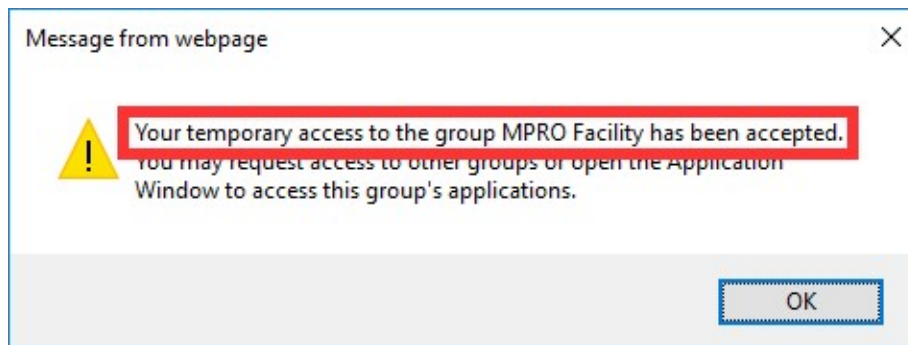 Message from webpage
Your temporary access to the group MPRO Facility has been accepted.
You may request access to other groups or open the Application
Window to access this group's applications.
OK